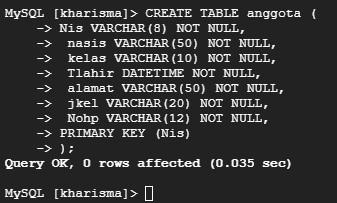 MySQL [kharisma]> CREATE TABLE anggota (
    -> Nis VARCHAR(8) NOT NULL,
    ->  nasis VARCHAR(50) NOT NULL,
    ->  kelas VARCHAR(10) NOT NULL,
    ->  Tlahir DATETIME NOT NULL,
    ->  alamat VARCHAR(50) NOT NULL,
    ->  jkel VARCHAR(20) NOT NULL,
    ->  Nohp VARCHAR(12) NOT NULL,
    -> PRIMARY KEY (Nis)
    -> );
Query OK, 0 rows affected (0.035 sec)
MySQL [kharisma]>